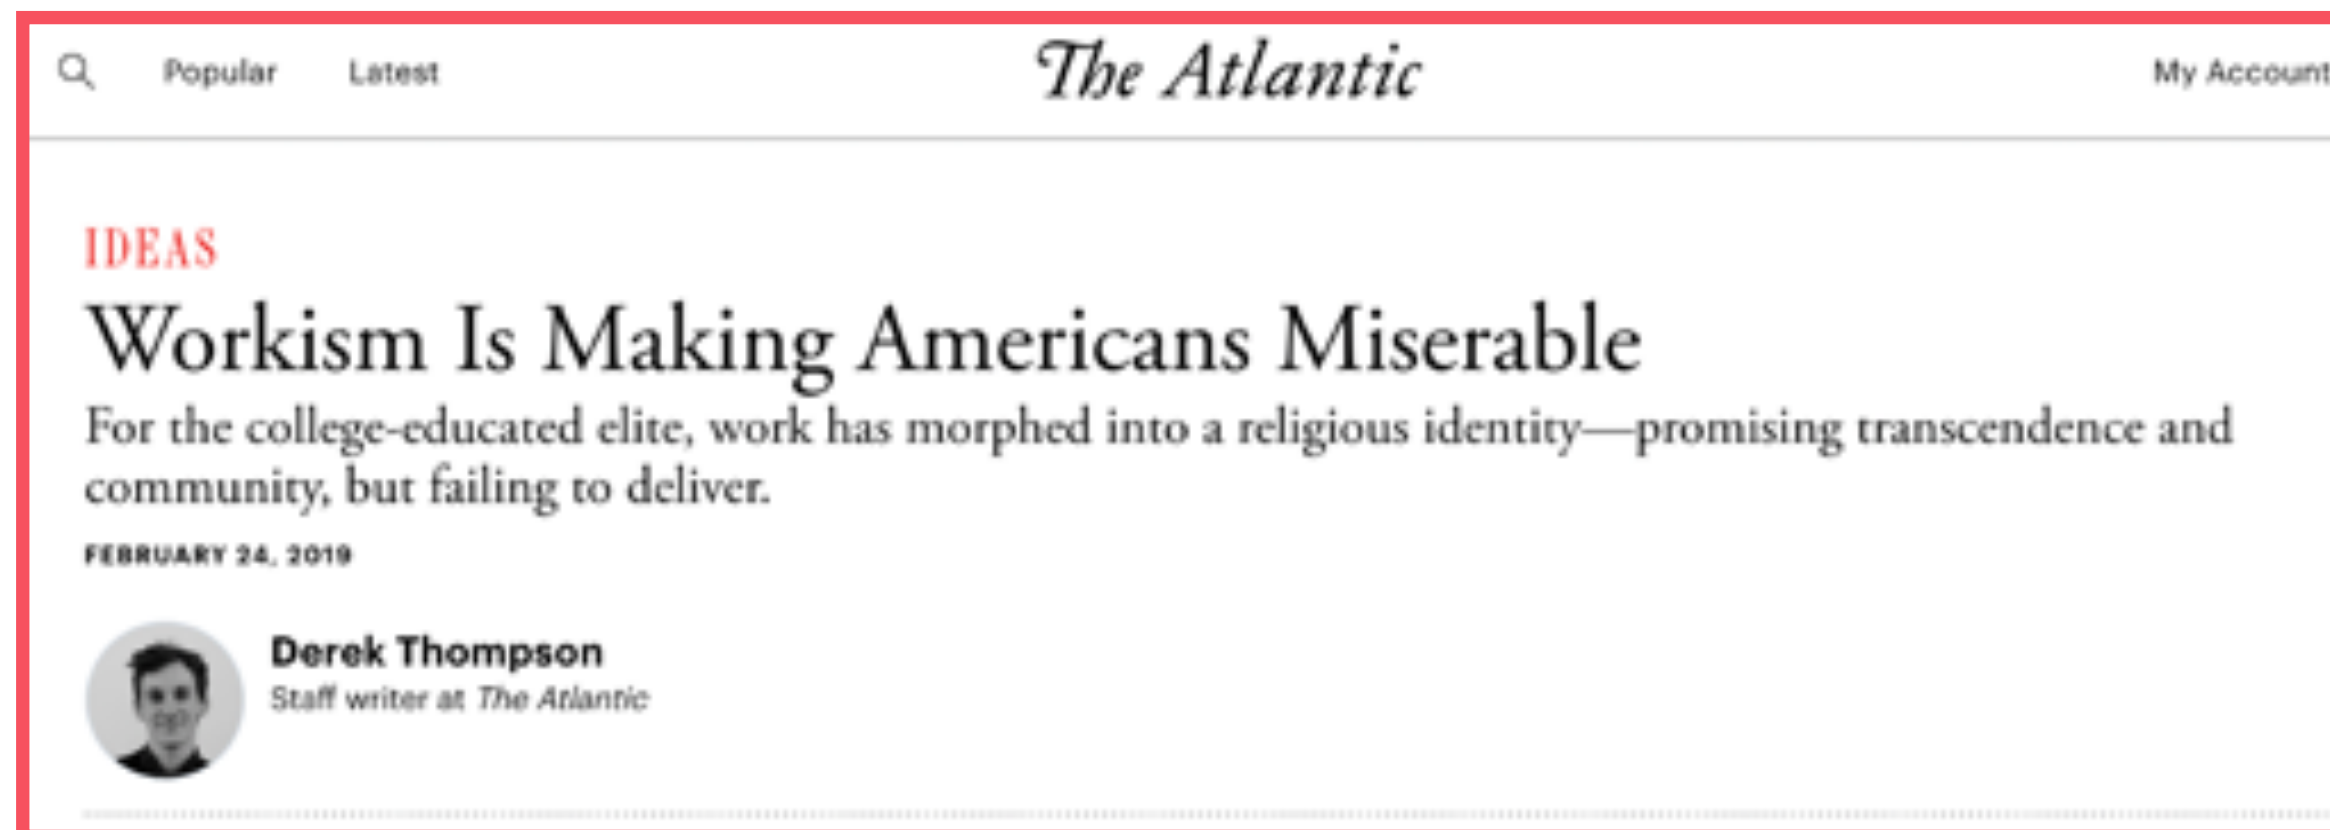 Popular Latest The Atlantic My Account
IDEAS
Workism Is Making Americans Miserable
For the college-educated elite, work has morphed into a religious identity—promising transcendence and
community, but failing to deliver.
FEBRUARY 24, 2019
Derek Thompson
Staff writer at The Atlantic